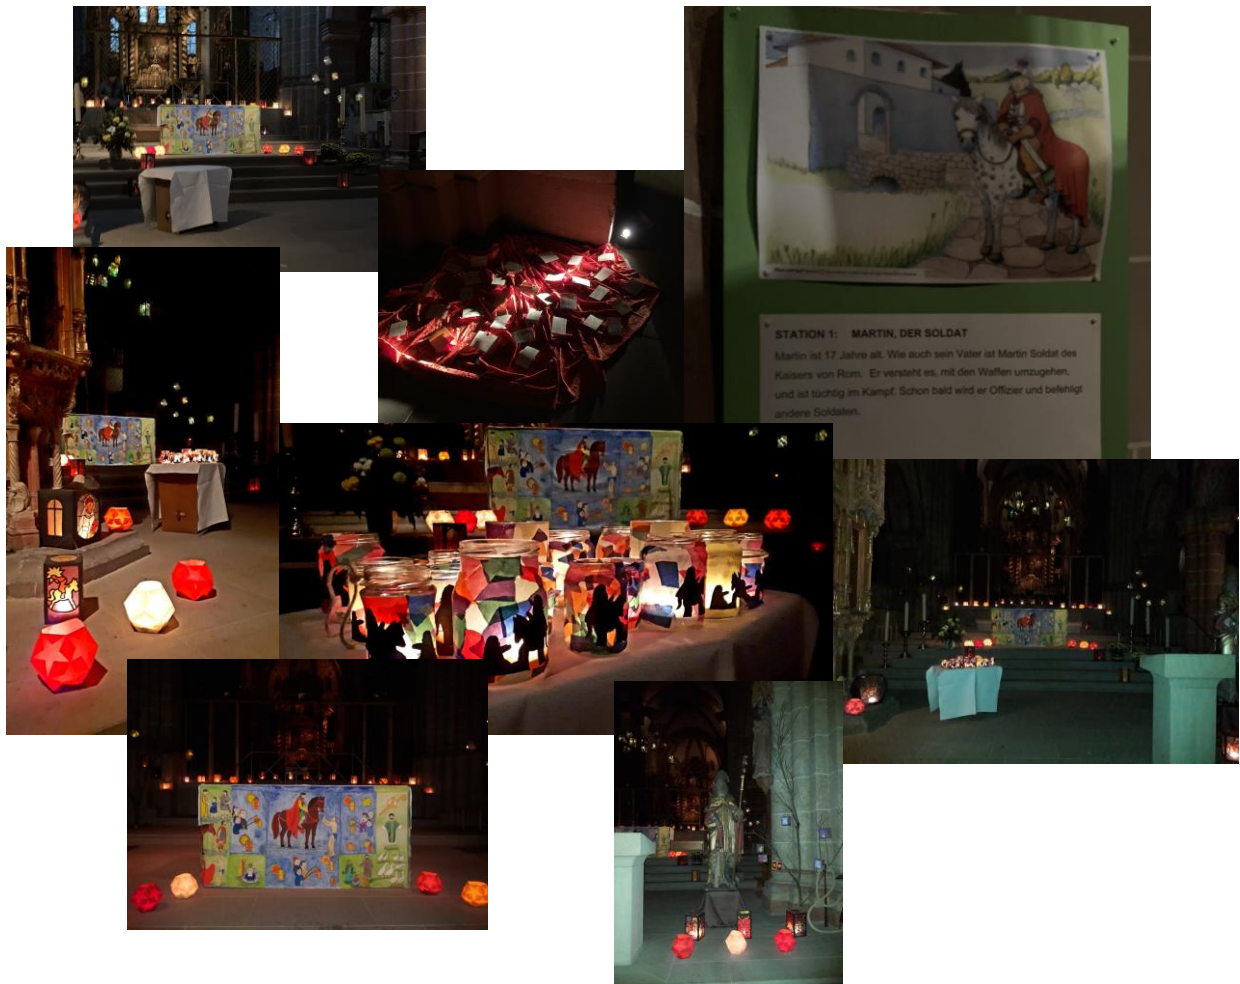 STATION 1: MARTIN, DER SOLDAT
Martin ist 17 Jahre alt. Wie auch sein Vater ist Martin Soldat des
Kaisers von Rom. Er versteht es, mit den Waffen umzugehen,
und ist tüchtig im Kampf. Schon bald wird er Offizier und befehligt
andere Soldaten.